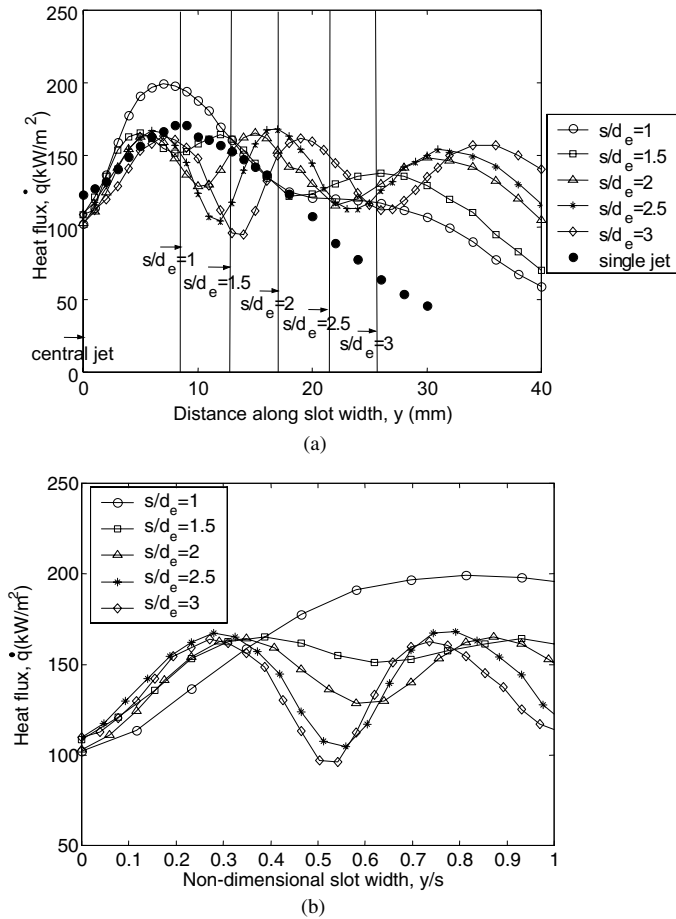 250
200
150
100
50
0
Heat flux, q̇(kW/m²)
s/dₑ=1
s/dₑ=1.5
s/dₑ=2
s/dₑ=2.5
s/dₑ=3
central jet
0 10 20 30 40
Distance along slot width, y (mm)
s/dₑ=1
s/dₑ=1.5
s/dₑ=2
s/dₑ=2.5
s/dₑ=3
single jet
(a)
250
200
150
100
50
Heat flux, q̇(kW/m²)
s/dₑ=1
s/dₑ=1.5
s/dₑ=2
s/dₑ=2.5
s/dₑ=3
0 0.1 0.2 0.3 0.4 0.5 0.6 0.7 0.8 0.9 1
Non-dimensional slot width, y/s
(b)